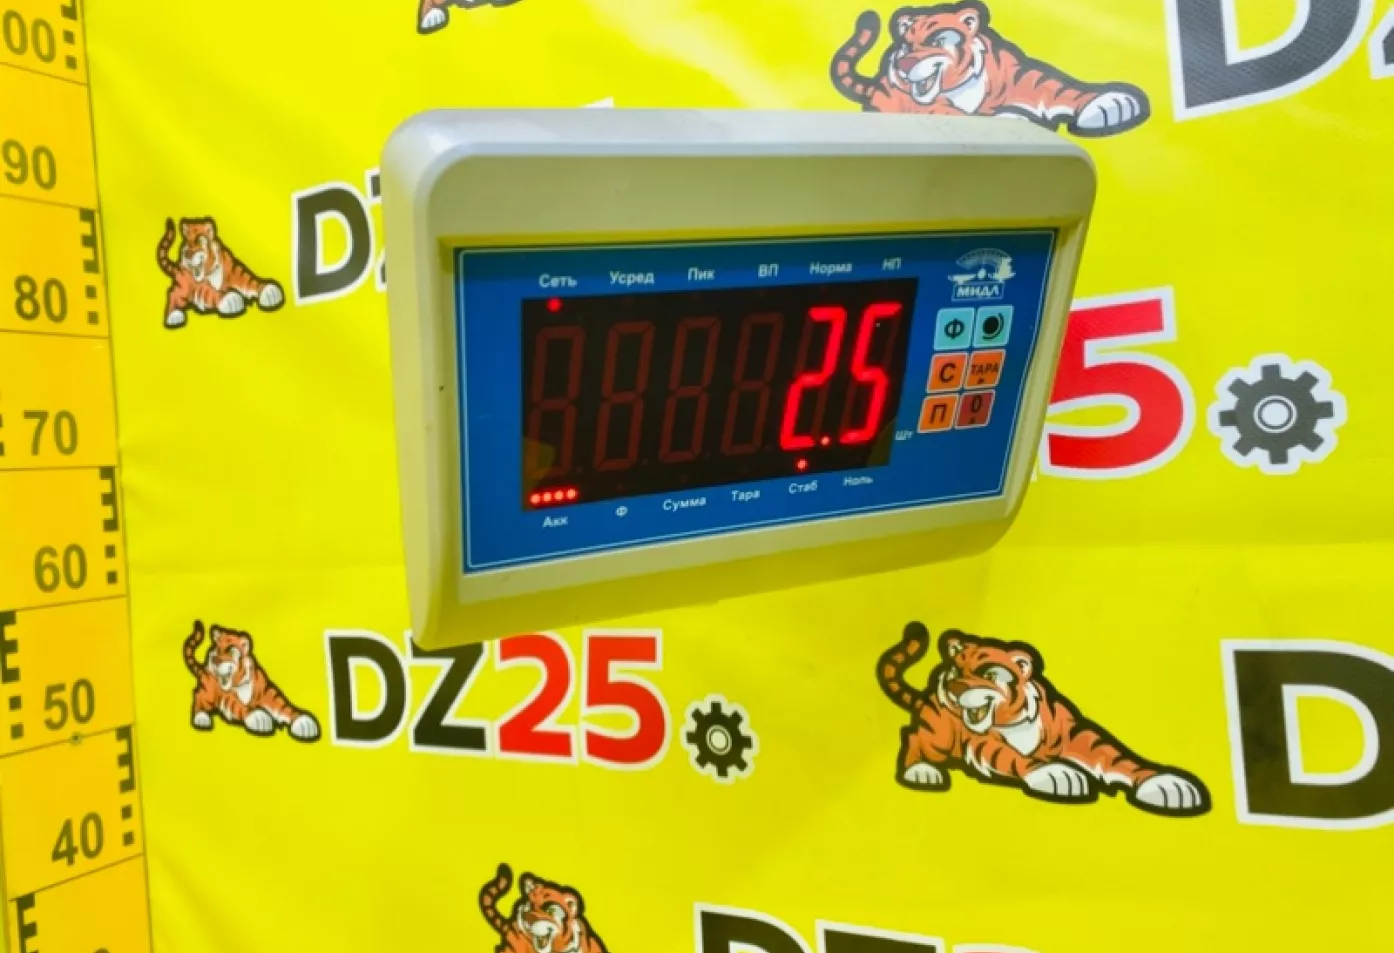 00
90
80
70
60
50
40
DZ
D
Сеть Усред Пик ВП Норма НП
МИДЛ
2.5
Ф
С ТАРА
П 0
Шт
Акк Ф Сумма Тара Стаб Ноль
5
DZ25
D